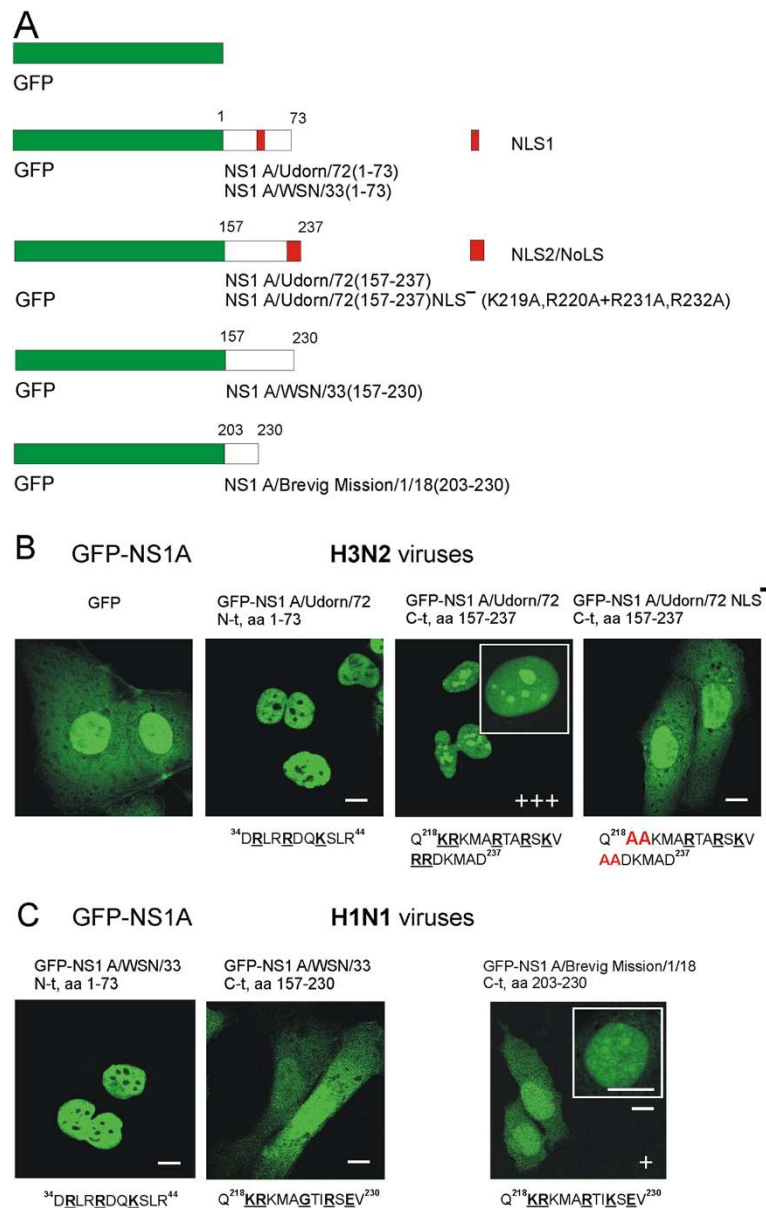 A
GFP
1 73
GFP NLS1
NS1 A/Udorn/72(1-73)
NS1 A/WSN/33(1-73)
157 237
NLS2/NoLS
NS1 A/Udorn/72(157-237)
GFP NS1 A/Udorn/72(157-237)NLS⁻ (K219A,R220A+R231A,R232A)
157 230
GFP NS1 A/WSN/33(157-230)
203 230
GFP NS1 A/Brevig Mission/1/18(203-230)
B GFP-NS1A H3N2 viruses
GFP
GFP-NS1 A/Udorn/72
N-t, aa 1-73
GFP-NS1 A/Udorn/72
C-t, aa 157-237
GFP-NS1 A/Udorn/72 NLS⁻
C-t, aa 157-237
+++
³⁴DRLRRDQKSLR⁴⁴
Q²¹⁸KRKMARTARSKV
RRDKMAD²³⁷
Q²¹⁸AAKMARTARSKV
AADKMAD²³⁷
C GFP-NS1A H1N1 viruses
GFP-NS1 A/WSN/33
N-t, aa 1-73
GFP-NS1 A/WSN/33
C-t, aa 157-230
GFP-NS1 A/Brevig Mission/1/18
C-t, aa 203-230
+
³⁴DRLRRDQKSLR⁴⁴
Q²¹⁸KRKMAGTIRSEV²³⁰
Q²¹⁸KRKMARTIKSEV²³⁰